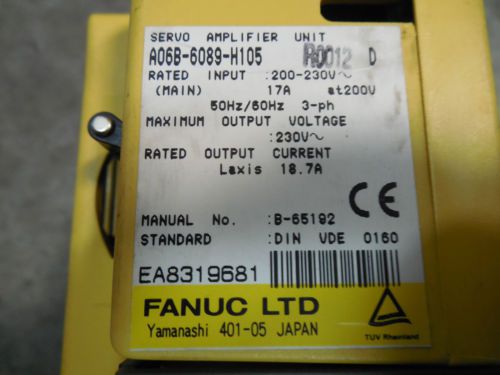 SERVO AMPLIFIER UNIT
A06B-6089-H105 R0012 D
RATED INPUT :200-230V~
(MAIN) 17A at200V
50Hz/60Hz 3-ph
MAXIMUM OUTPUT VOLTAGE
:230V~
RATED OUTPUT CURRENT
Laxis 18.7A
CE
MANUAL No. :B-65192
STANDARD :DIN VDE 0160
EA8319681
FANUC LTD
Yamanashi 401-05 JAPAN
TUV Rheinland